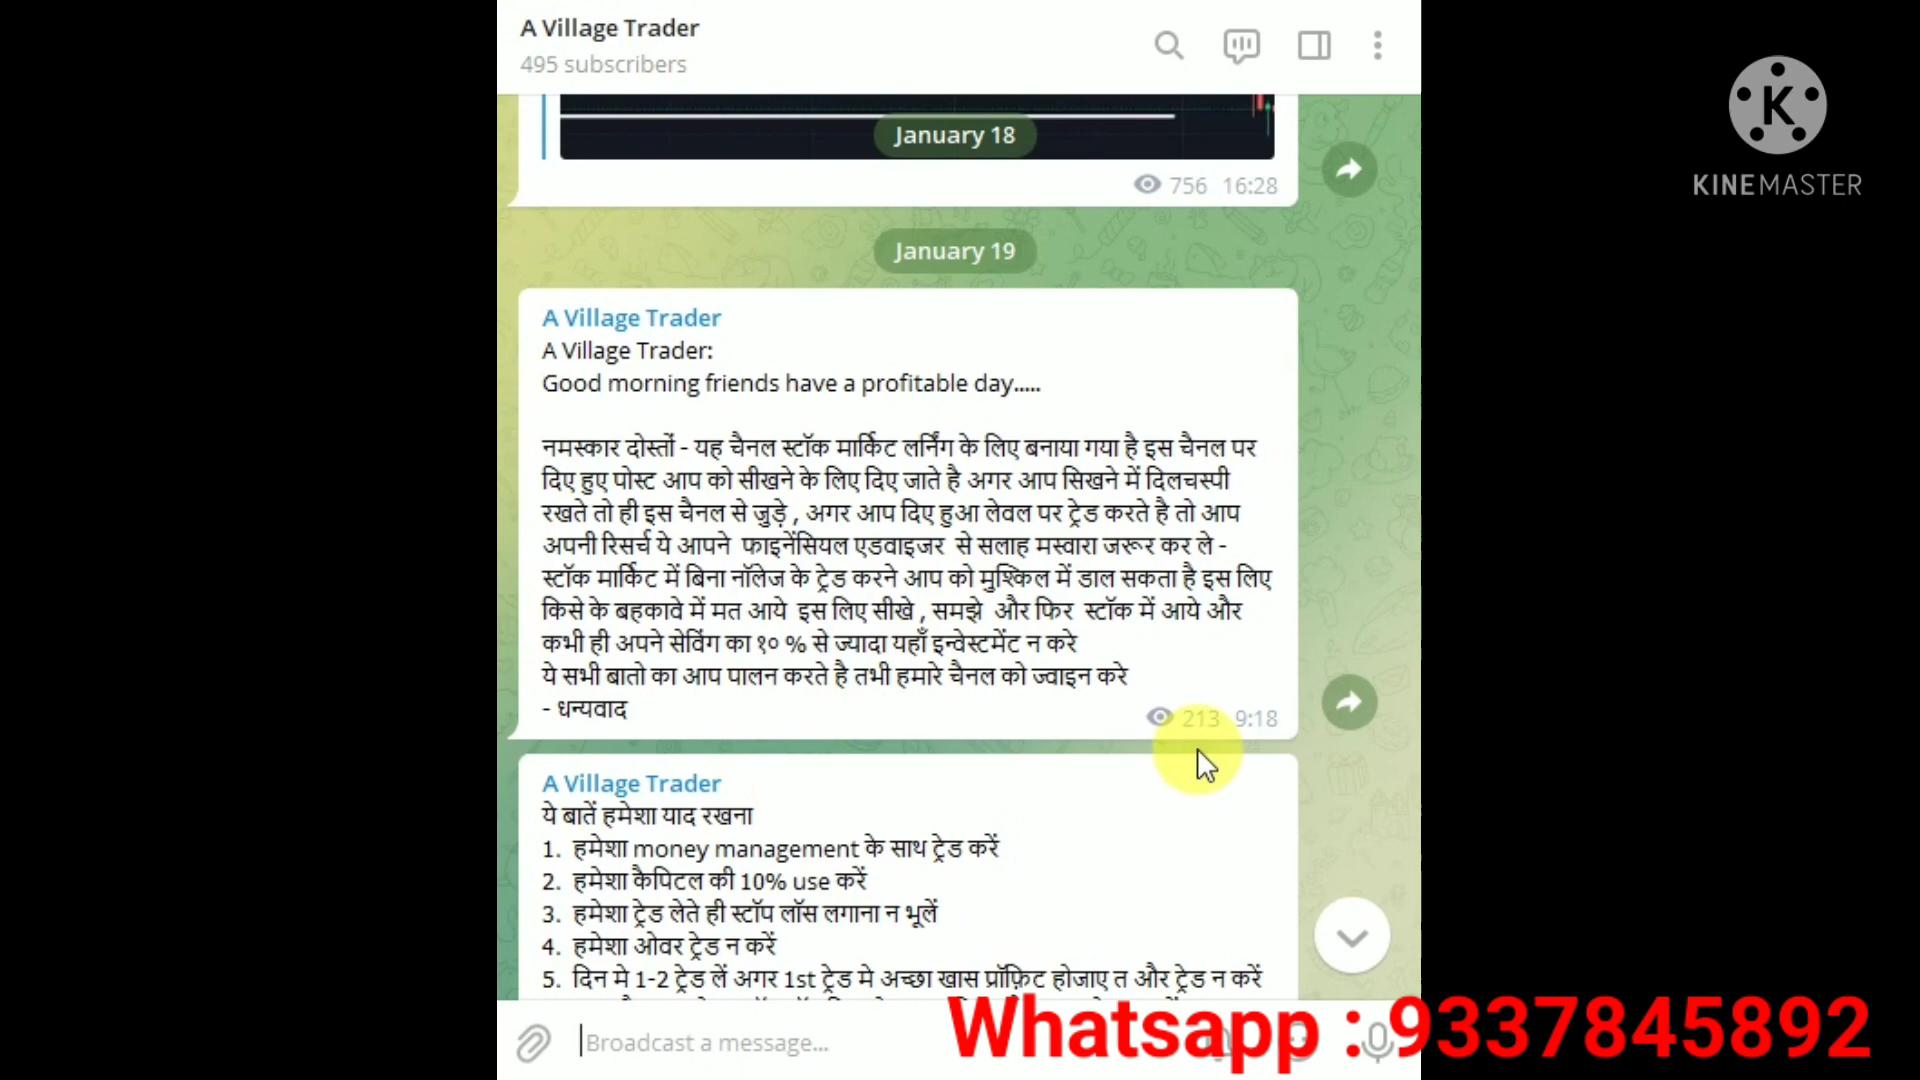 A Village Trader
495 subscribers
January 18
756 16:28
KINEMASTER
January 19
A Village Trader
A Village Trader:
Good morning friends have a profitable day.....
नमस्कार दोस्तों - यह चैनल स्टॉक मार्किट लर्निंग के लिए बनाया गया है इस चैनल पर
दिए हुए पोस्ट आप को सीखने के लिए दिए जाते है अगर आप सिखने में दिलचस्पी
रखते तो ही इस चैनल से जुड़े , अगर आप दिए हुआ लेवल पर ट्रेड करते है तो आप
अपनी रिसर्च ये आपने फाइनेंसियल एडवाइजर से सलाह मस्वारा जरूर कर ले -
स्टॉक मार्किट में बिना नॉलेज के ट्रेड करने आप को मुश्किल में डाल सकता है इस लिए
किसे के बहकावे में मत आये इस लिए सीखे , समझे और फिर स्टॉक में आये और
कभी ही अपने सेविंग का १० % से ज्यादा यहाँ इन्वेस्टमेंट न करे
ये सभी बातो का आप पालन करते है तभी हमारे चैनल को ज्वाइन करे
- धन्यवाद
213 9:18
A Village Trader
ये बातें हमेशा याद रखना
1. हमेशा money management के साथ ट्रेड करें
2. हमेशा कैपिटल की 10% use करें
3. हमेशा ट्रेड लेते ही स्टॉप लॉस लगाना न भूलें
4. हमेशा ओवर ट्रेड न करें
5. दिन मे 1-2 ट्रेड लें अगर 1st ट्रेड मे अच्छा खास प्रॉफ़िट होजाए त और ट्रेड न करें
Broadcast a message...
Whatsapp : 9337845892